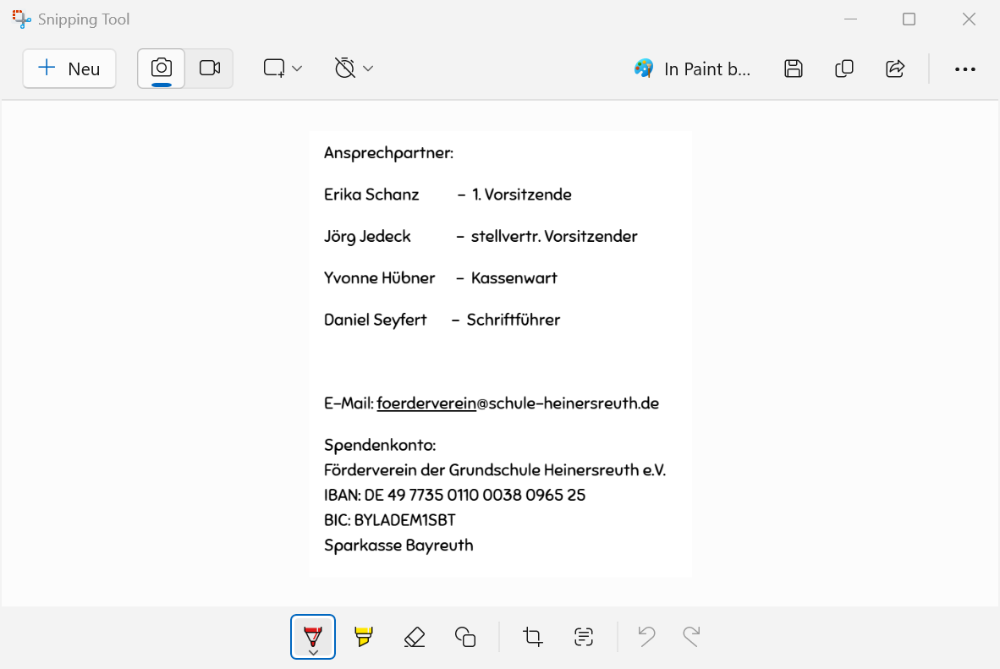 Snipping Tool
Neu
In Paint b...
Ansprechpartner:
Erika Schanz – 1. Vorsitzende
Jörg Jedeck – stellvertr. Vorsitzender
Yvonne Hübner – Kassenwart
Daniel Seyfert – Schriftführer
E-Mail: foerderverein@schule-heinersreuth.de
Spendenkonto:
Förderverein der Grundschule Heinersreuth e.V.
IBAN: DE 49 7735 0110 0038 0965 25
BIC: BYLADEM1SBT
Sparkasse Bayreuth